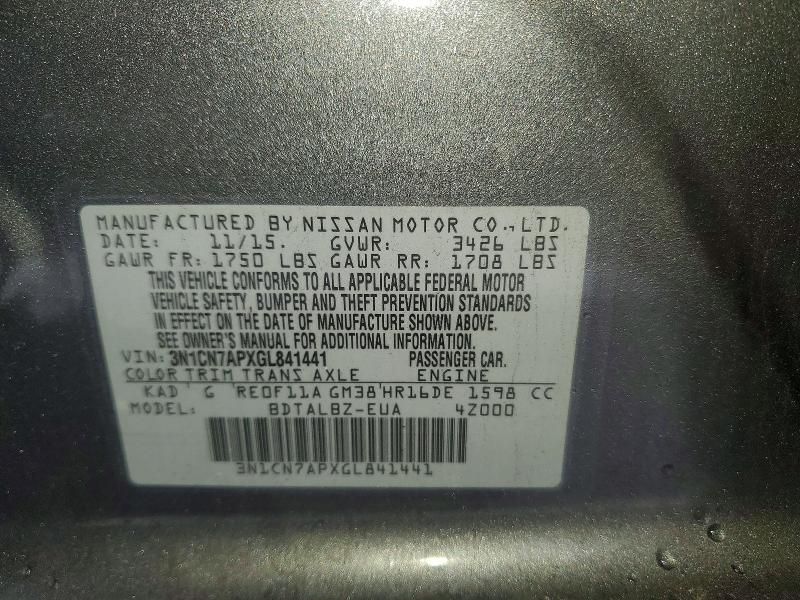 MANUFACTURED BY NISSAN MOTOR CO., LTD.
DATE: 11/15. GVWR: 3426 LBS
GAWR FR: 1750 LBS GAWR RR: 1708 LBS
THIS VEHICLE CONFORMS TO ALL APPLICABLE FEDERAL MOTOR
VEHICLE SAFETY, BUMPER AND THEFT PREVENTION STANDARDS
IN EFFECT ON THE DATE OF MANUFACTURE SHOWN ABOVE.
SEE OWNER'S MANUAL FOR ADDITIONAL INFORMATION.
VIN: 3N1CN7APXGL841441 PASSENGER CAR.
COLOR TRIM TRANS AXLE ENGINE
KAD ' G 'RE0F11A GM38'HR16DE 1598 CC
MODEL: BDTALBZ-EUA 4Z000
3N1CN7APXGL841441